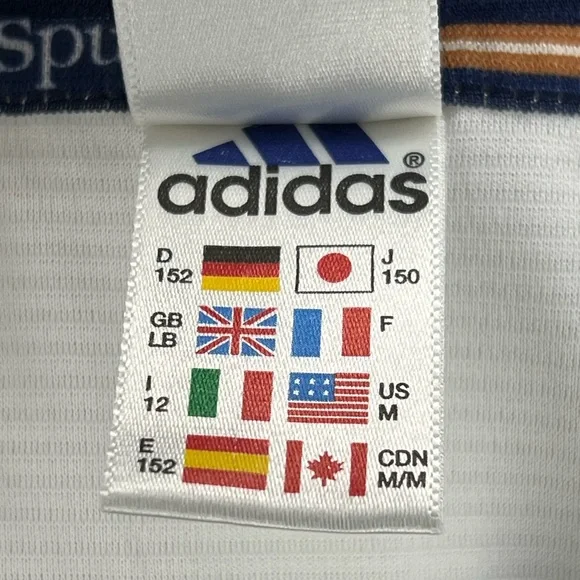 Spu
adidas®
D 152 J 150
GB LB F
I 12 US M
E 152 CDN M/M